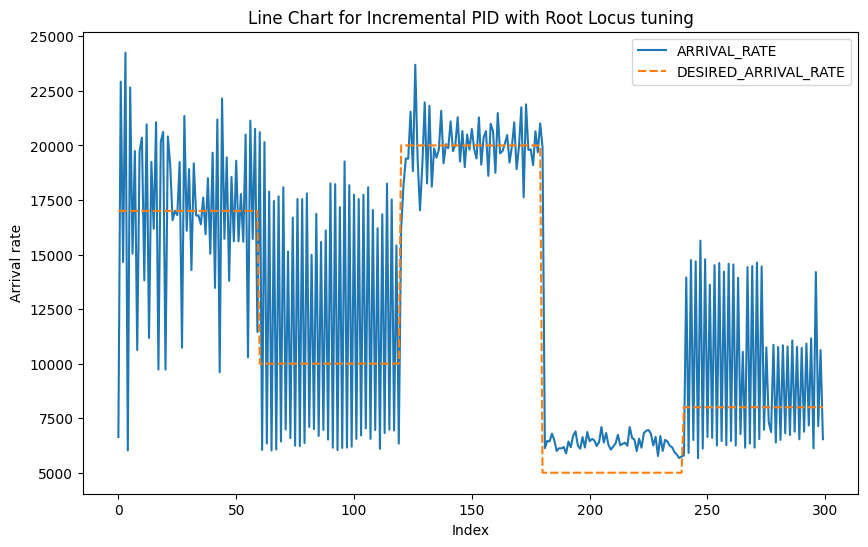 Line Chart for Incremental PID with Root Locus tuning
25000
22500
20000
17500
15000
12500
10000
7500
5000
Arrival rate
ARRIVAL_RATE
DESIRED_ARRIVAL_RATE
0 50 100 150 200 250 300
Index